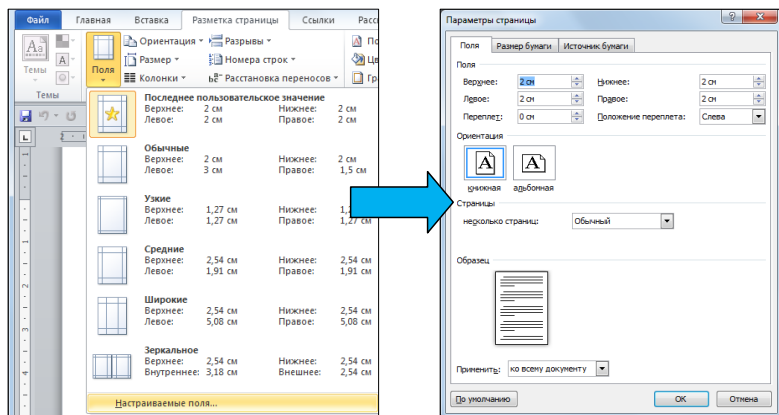 Файл Главная Вставка Разметка страницы Ссылки
Темы
Темы
Поля
Ориентация
Размер
Колонки
Разрывы
Номера строк
Расстановка переносов
Последнее пользовательское значение
Верхнее: 2 см Нижнее: 2 см
Левое: 2 см Правое: 2 см
Обычные
Верхнее: 2 см Нижнее: 2 см
Левое: 3 см Правое: 1,5 см
Узкие
Верхнее: 1,27 см Нижнее:
Левое: 1,27 см Правое: 1,27 см
Средние
Верхнее: 2,54 см Нижнее: 2,54 см
Левое: 1,91 см Правое: 1,91 см
Широкие
Верхнее: 2,54 см Нижнее: 2,54 см
Левое: 5,08 см Правое: 5,08 см
Зеркальное
Верхнее: 2,54 см Нижнее: 2,54 см
Внутреннее: 3,18 см Внешнее: 2,54 см
Настраиваемые поля...
Параметры страницы
Поля Размер бумаги Источник бумаги
Поля
Верхнее: 2 см Нижнее: 2 см
Левое: 2 см Правое: 2 см
Переплет: 0 см Положение переплета: Слева
Ориентация
A A
книжная альбомная
Страницы
несколько страниц: Обычный
Образец
Применить: ко всему документу
По умолчанию ОК Отмена